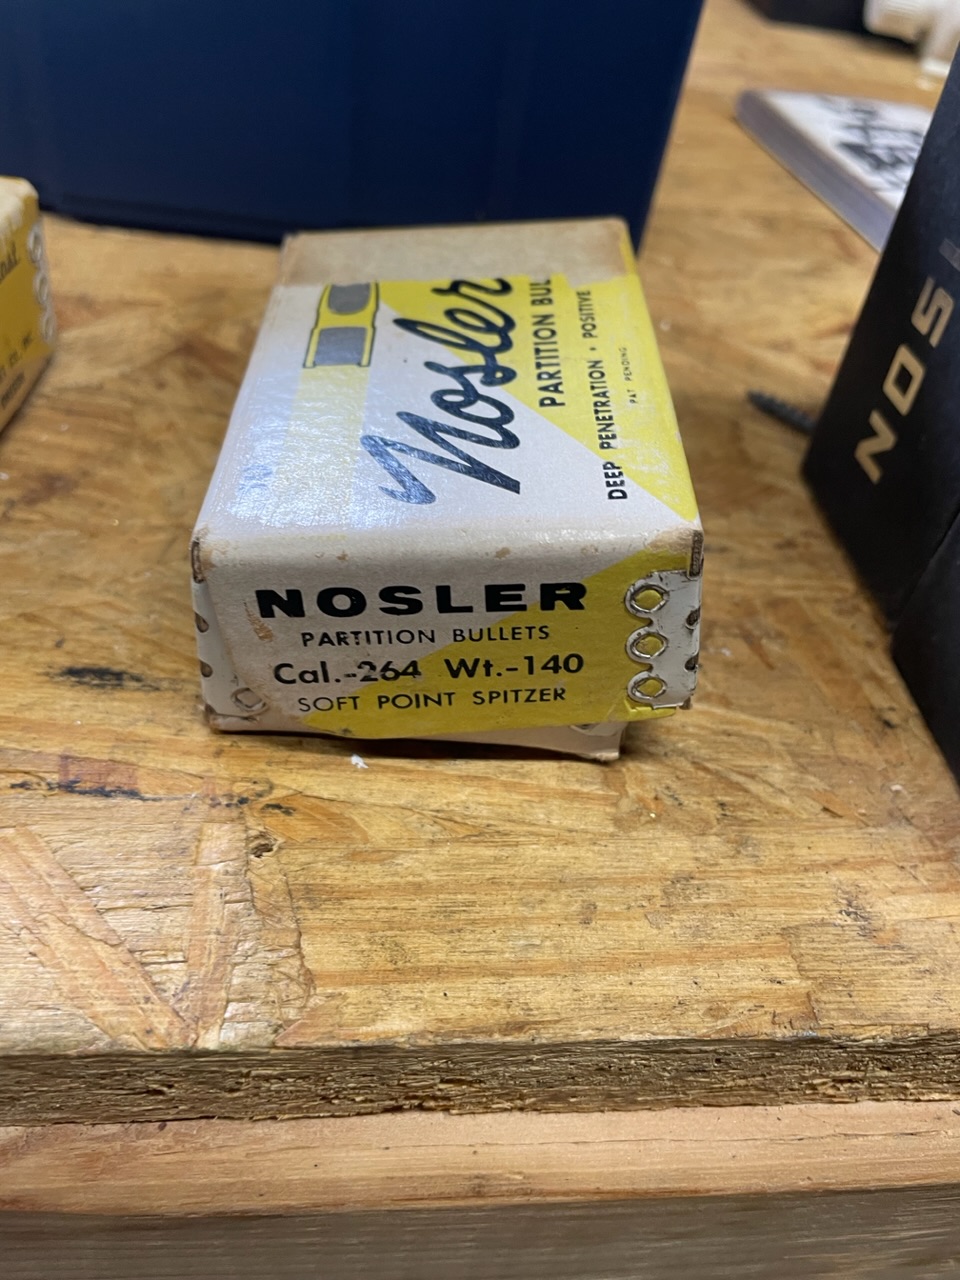 Nosler
PARTITION BUL
DEEP PENETRATION • POSITIVE
PAT PENDING
NOSLER
PARTITION BULLETS
Cal.-264 Wt.-140
SOFT POINT SPITZER
NOS